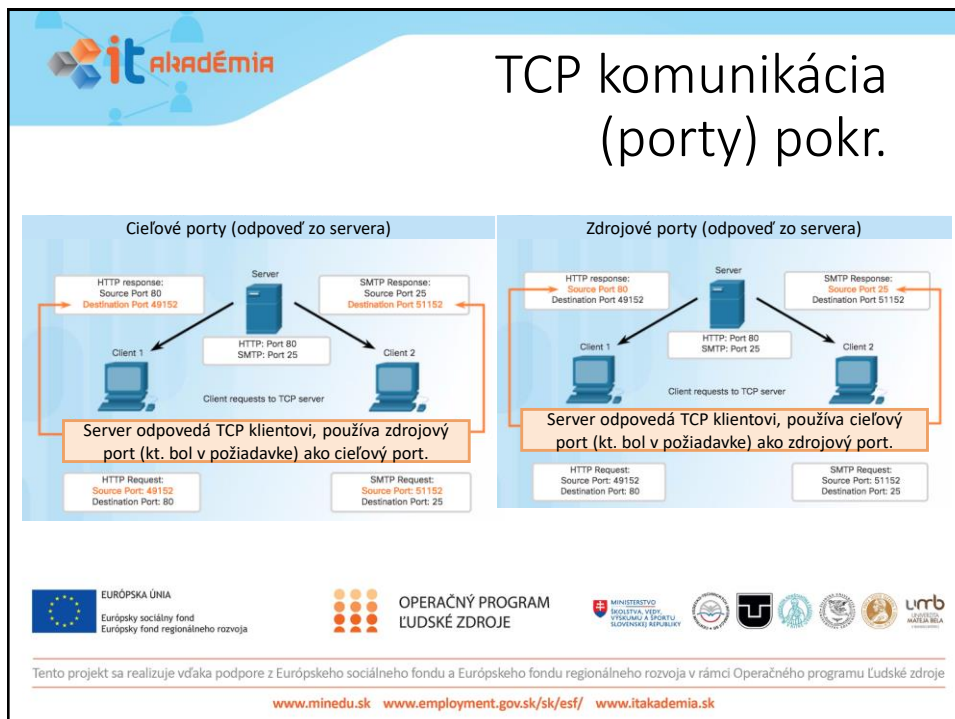 it AKADÉMIA
TCP komunikácia
(porty) pokr.
Cieľové porty (odpoveď zo servera)
Server
HTTP response:
Source Port 80
Destination Port 49152
SMTP Response:
Source Port 25
Destination Port 51152
HTTP: Port 80
SMTP: Port 25
Client 1
Client 2
Client requests to TCP server
Server odpovedá TCP klientovi, používa zdrojový
port (kt. bol v požiadavke) ako cieľový port.
HTTP Request:
Source Port: 49152
Destination Port: 80
SMTP Request:
Source Port: 51152
Destination Port: 25
Zdrojové porty (odpoveď zo servera)
Server
HTTP response:
Source Port 80
Destination Port 49152
SMTP Response:
Source Port 25
Destination Port 51152
HTTP: Port 80
SMTP: Port 25
Client 1
Client 2
Client requests to TCP server
Server odpovedá TCP klientovi, používa cieľový
port (kt. bol v požiadavke) ako zdrojový port.
HTTP Request:
Source Port: 49152
Destination Port: 80
SMTP Request:
Source Port: 51152
Destination Port: 25
EURÓPSKA ÚNIA
Európsky sociálny fond
Európsky fond regionálneho rozvoja
OPERAČNÝ PROGRAM
ĽUDSKÉ ZDROJE
MINISTERSTVO
ŠKOLSTVA, VEDY,
VÝSKUMU A ŠPORTU
SLOVENSKEJ REPUBLIKY
umb
UNIVERZITA
MATEJA BELA
Tento projekt sa realizuje vďaka podpore z Európskeho sociálneho fondu a Európskeho fondu regionálneho rozvoja v rámci Operačného programu Ľudské zdroje
www.minedu.sk www.employment.gov.sk/sk/esf/ www.itakademia.sk